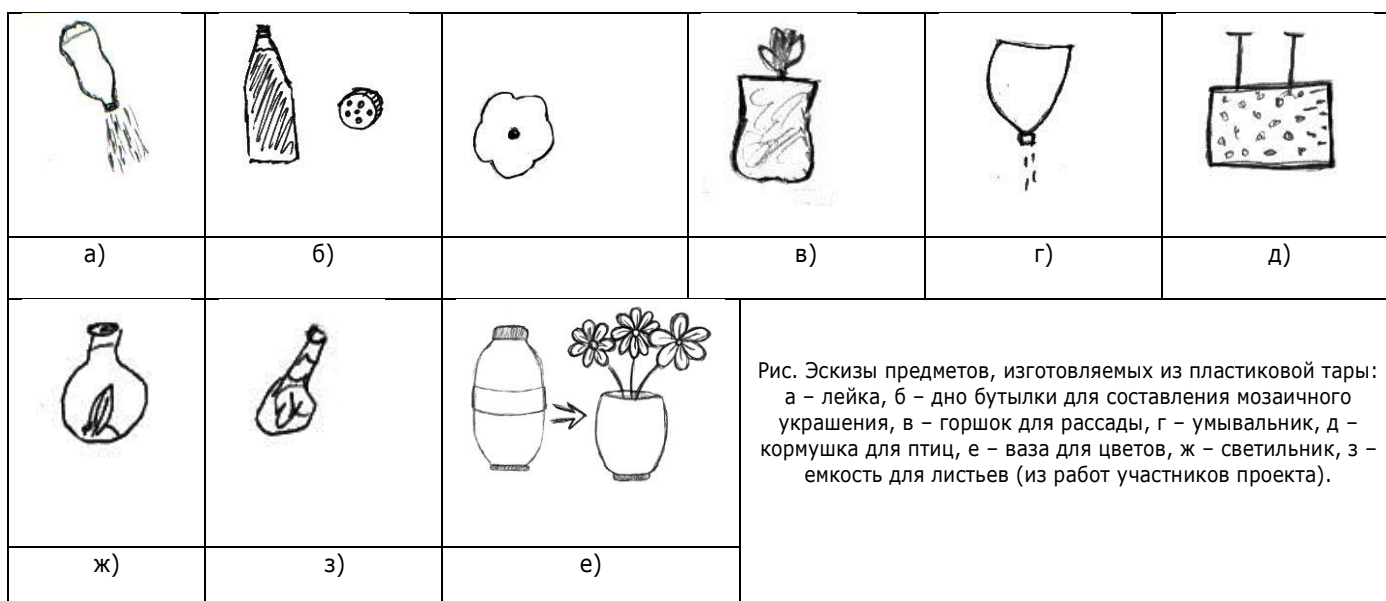 а)
б)
в)
г)
д)
Рис. Эскизы предметов, изготовляемых из пластиковой тары:
а – лейка, б – дно бутылки для составления мозаичного
украшения, в – горшок для рассады, г – умывальник, д –
кормушка для птиц, е – ваза для цветов, ж – светильник, з –
емкость для листьев (из работ участников проекта).
ж)
з)
е)